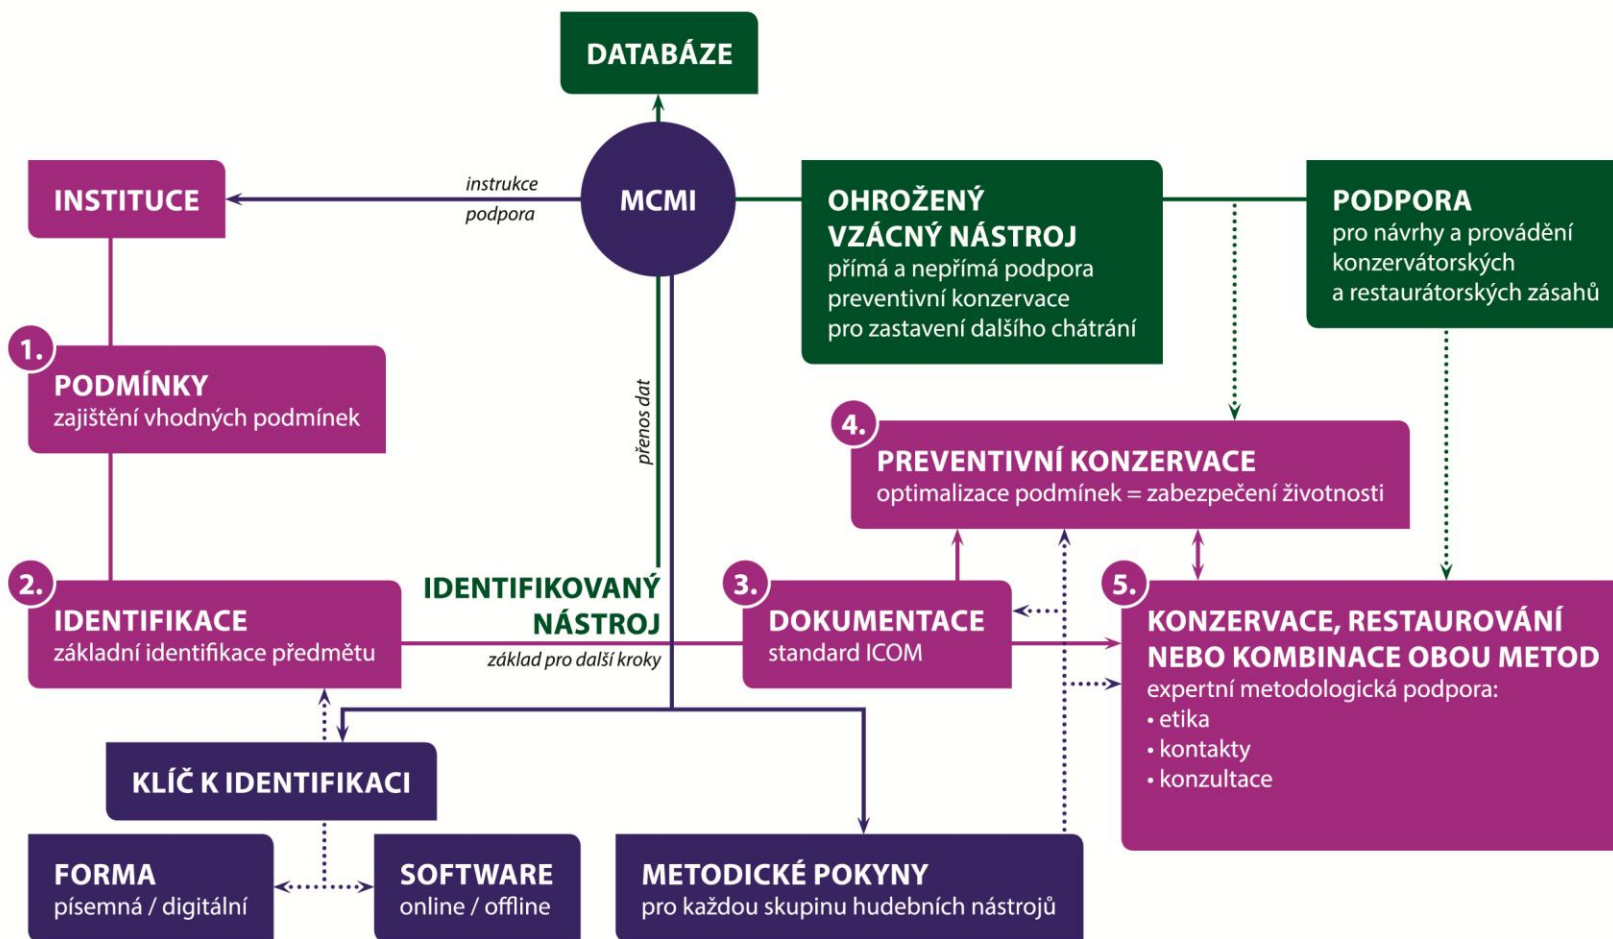 DATABÁZE
INSTITUCE
instrukce
podpora
MCMI
OHROŽENÝ
VZÁCNÝ NÁSTROJ
přímá a nepřímá podpora
preventivní konzervace
pro zastavení dalšího chátrání
PODPORA
pro návrhy a provádění
konzervátorských
a restaurátorských zásahů
1.
PODMÍNKY
zajištění vhodných podmínek
přenos dat
4.
PREVENTIVNÍ KONZERVACE
optimalizace podmínek = zabezpečení životnosti
2.
IDENTIFIKACE
základní identifikace předmětu
IDENTIFIKOVANÝ
NÁSTROJ
základ pro další kroky
3.
DOKUMENTACE
standard ICOM
5.
KONZERVACE, RESTAUROVÁNÍ
NEBO KOMBINACE OBOU METOD
expertní metodologická podpora:
• etika
• kontakty
• konzultace
KLÍČ K IDENTIFIKACI
FORMA
písemná / digitální
SOFTWARE
online / offline
METODICKÉ POKYNY
pro každou skupinu hudebních nástrojů